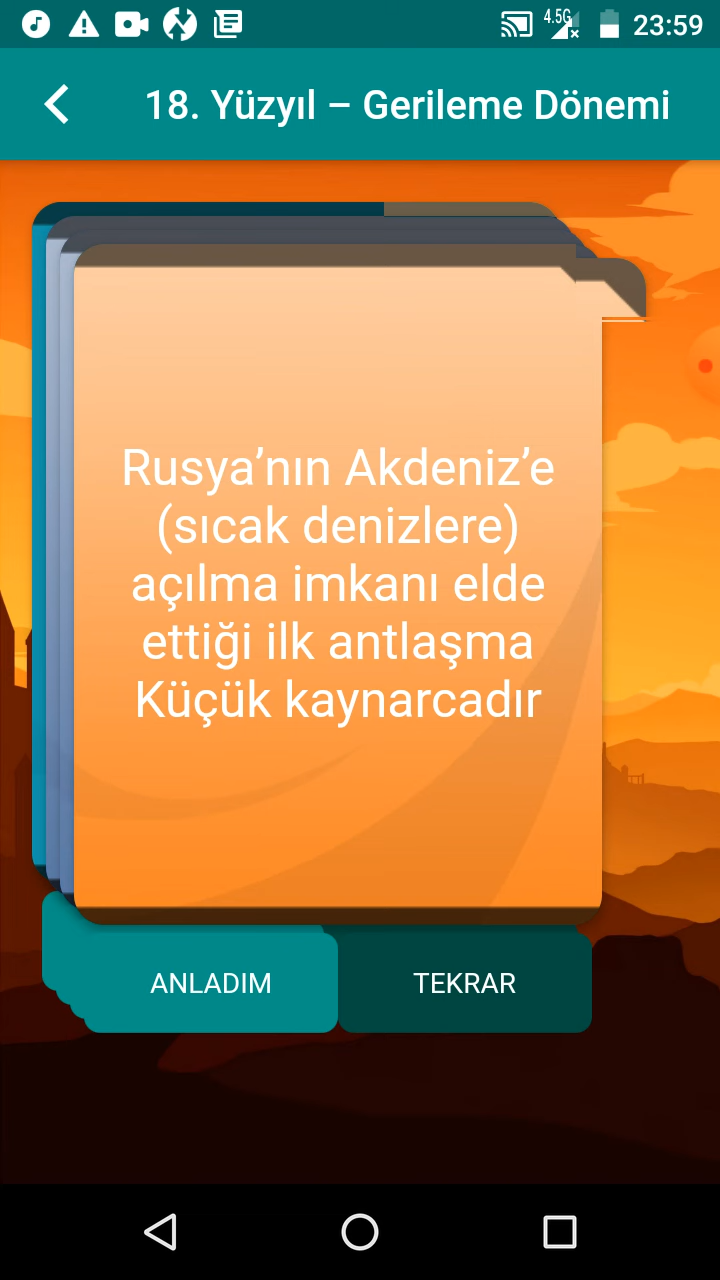 4.5G
23:59
18. Yüzyıl – Gerileme Dönemi
Rusya’nın Akdeniz’e
(sıcak denizlere)
açılma imkanı elde
ettiği ilk antlaşma
Küçük kaynarcadır
ANLADIM
TEKRAR